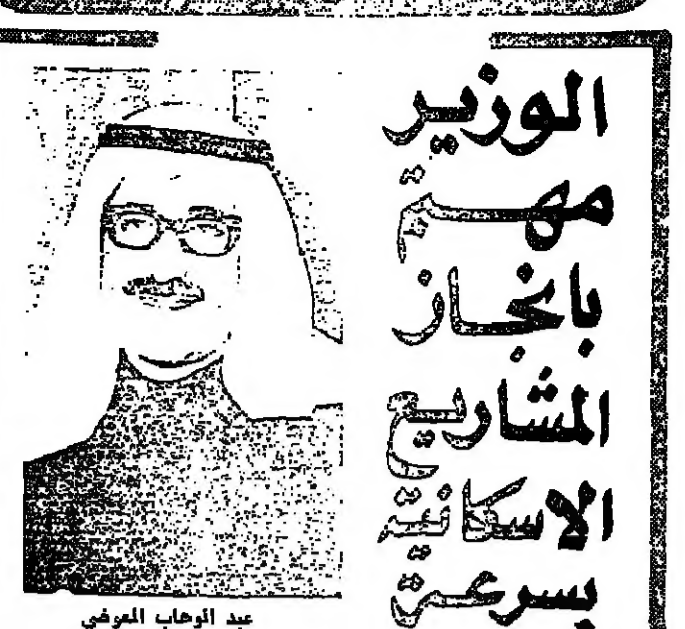 الوزير
مهتم
بانجاز
المشاريع
الاسكانية
بسرعة
عبد الوهاب المعوضي